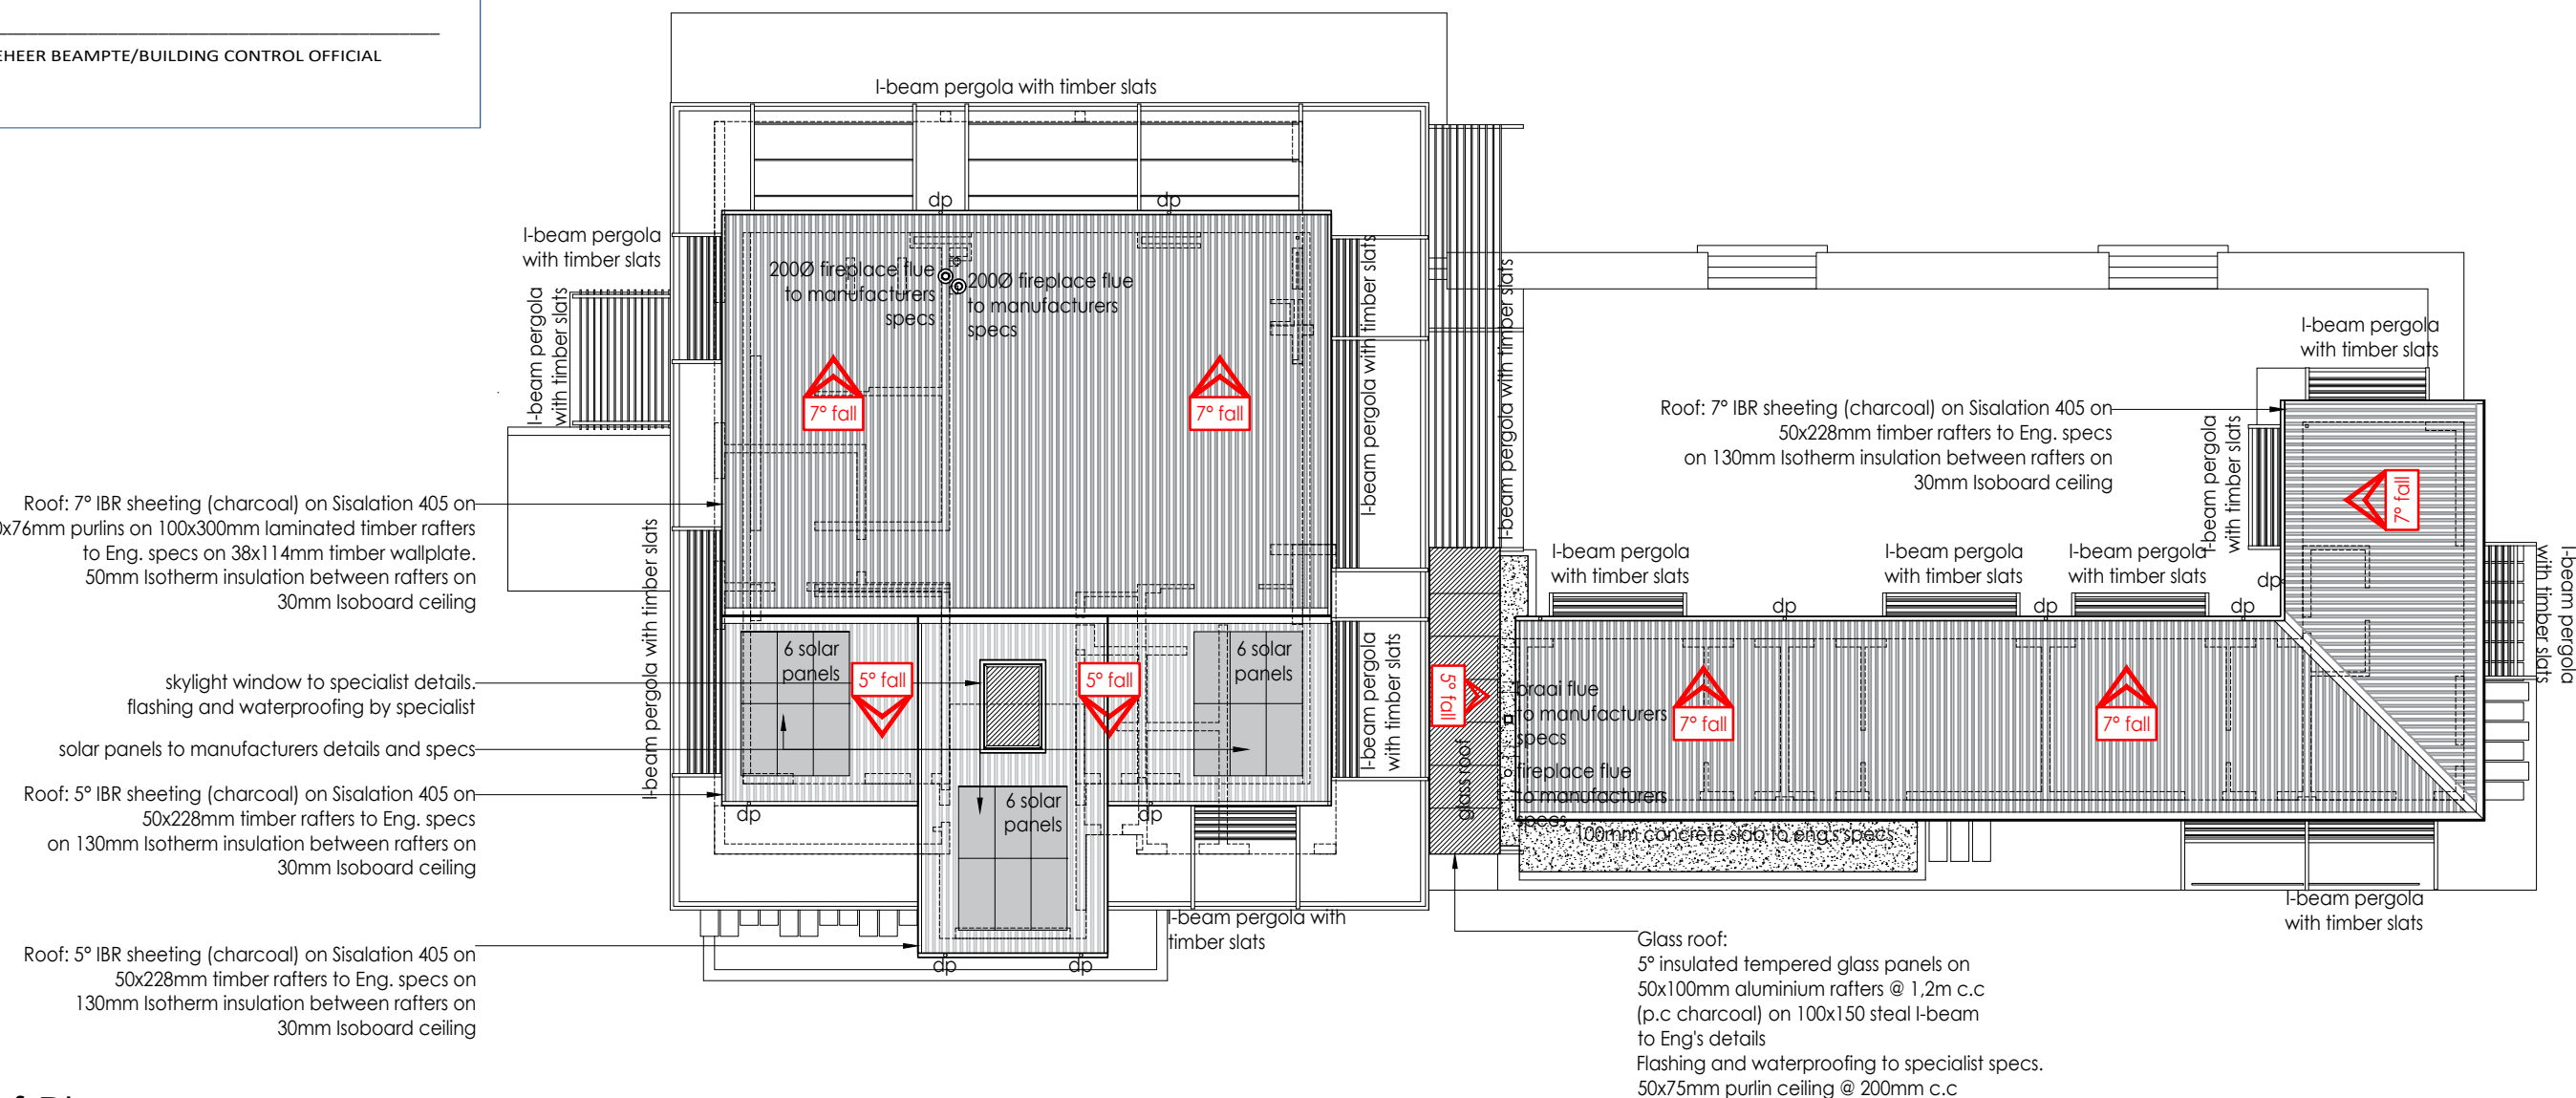 BEAMPTE/BUILDING CONTROL OFFICIAL
I-beam pergola with timber slats
dp
dp
I-beam pergola
with timber slats
I-beam pergola
with timber slats
200Ø fireplace flue
to manufacturers
specs
200Ø fireplace flue
to manufacturers
specs
7° fall
7° fall
I-beam pergola with timber slats
I-beam pergola with timber slats
I-beam pergola with timber slats
I-beam pergola
with timber slats
Roof: 7° IBR sheeting (charcoal) on Sisalation 405 on
purlins on 100x300mm laminated timber rafters
to Eng. specs on 38x114mm timber wallplate.
50mm Isotherm insulation between rafters on
30mm Isoboard ceiling
skylight window to specialist details.
flashing and waterproofing by specialist
solar panels to manufacturers details and specs
Roof: 5° IBR sheeting (charcoal) on Sisalation 405 on
50x228mm timber rafters to Eng. specs
on 130mm Isotherm insulation between rafters on
30mm Isoboard ceiling
Roof: 5° IBR sheeting (charcoal) on Sisalation 405 on
50x228mm timber rafters to Eng. specs on
130mm Isotherm insulation between rafters on
30mm Isoboard ceiling
6 solar
panels
5° fall
5° fall
6 solar
panels
6 solar
panels
dp
dp
dp
dp
I-beam pergola with
timber slats
5° fall
glass roof
braai flue
to manufacturers
specs
fireplace flue
to manufacturers
specs
100mm concrete slab to eng's specs
7° fall
7° fall
7° fall
Roof: 7° IBR sheeting (charcoal) on Sisalation 405 on
50x228mm timber rafters to Eng. specs
on 130mm Isotherm insulation between rafters on
30mm Isoboard ceiling
I-beam pergola
with timber slats
I-beam pergola
with timber slats
I-beam pergola
with timber slats
I-beam pergola
with timber slats
I-beam pergola
with timber slats
dp
dp
dp
dp
I-beam pergola
with timber slats
I-beam pergola
with timber slats
Glass roof:
5° insulated tempered glass panels on
50x100mm aluminium rafters @ 1,2m c.c
(p.c charcoal) on 100x150 steal I-beam
to Eng's details
Flashing and waterproofing to specialist specs.
50x75mm purlin ceiling @ 200mm c.c